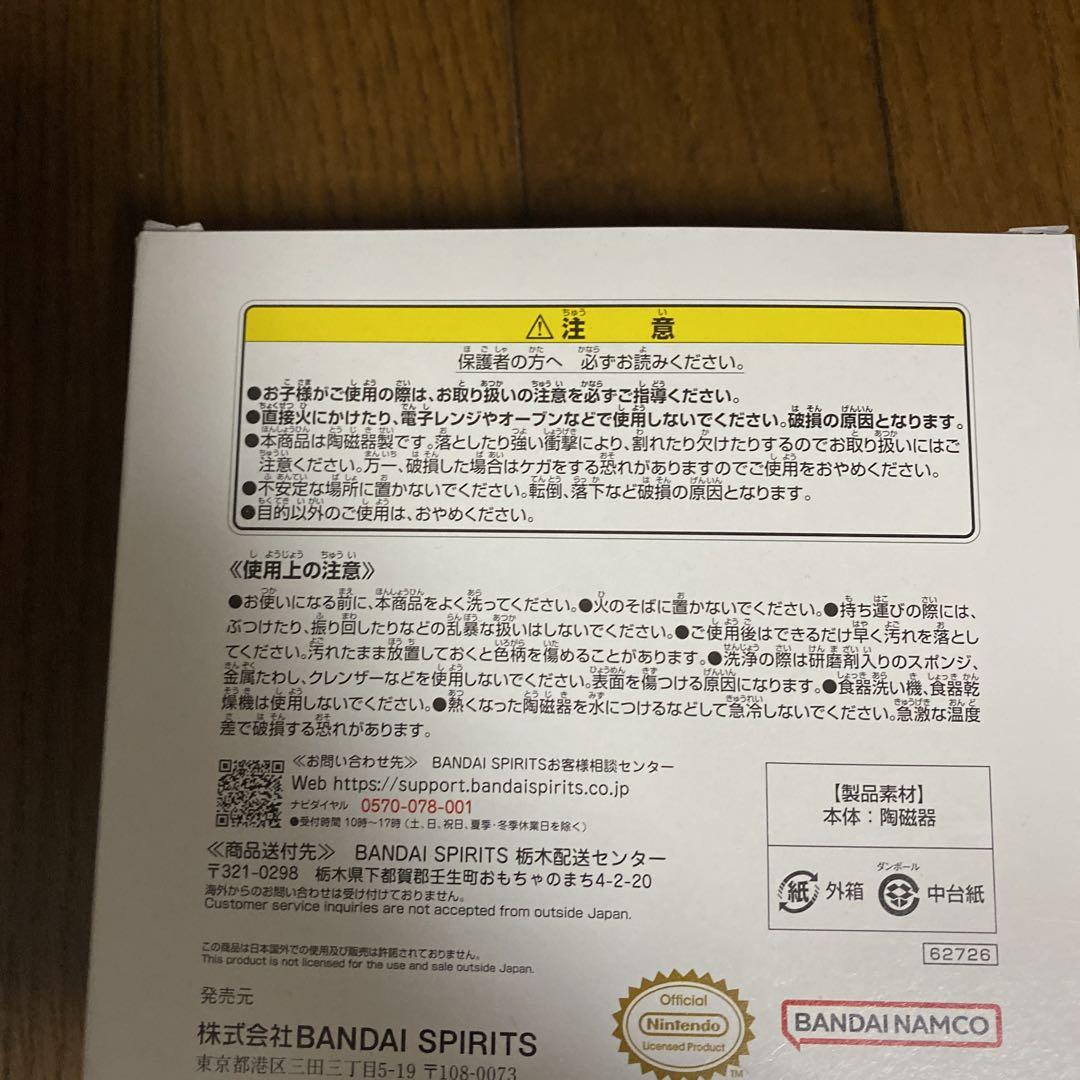 ⚠注 意
保護者の方へ 必ずお読みください。
●お子様がご使用の際は、お取り扱いの注意を必ずご指導ください。
●直接火にかけたり、電子レンジやオーブンなどで使用しないでください。破損の原因となります。
●本商品は陶磁器製です。落としたり強い衝撃により、割れたり欠けたりするのでお取り扱いにはご
注意ください。万一、破損した場合はケガをする恐れがありますのでご使用をおやめください。
●不安定な場所に置かないでください。転倒、落下など破損の原因となります。
●目的以外のご使用は、おやめください。
《使用上の注意》
●お使いになる前に、本商品をよく洗ってください。●火のそばに置かないでください。●持ち運びの際には、
ぶつけたり、振り回したりなどの乱暴な扱いはしないでください。●ご使用後はできるだけ早く汚れを落とし
てください。汚れたまま放置しておくと色柄を傷めることがあります。●洗浄の際は研磨剤入りのスポンジ、
金属たわし、クレンザーなどを使用しないでください。表面を傷つける原因になります。●食器洗い機、食器乾
燥機は使用しないでください。●熱くなった陶磁器を水につけるなどして急冷しないでください。急激な温度
差で破損する恐れがあります。
≪お問い合わせ先≫ BANDAI SPIRITSお客様相談センター
Web https://support.bandaispirits.co.jp
ナビダイヤル 0570-078-001
●受付時間 10時～17時(土、日、祝日、夏季・冬季休業日を除く)
≪商品送付先≫ BANDAI SPIRITS 栃木配送センター
〒321-0298 栃木県下都賀郡壬生町おもちゃのまち4-2-20
海外からのお問い合わせは受け付けておりません。
Customer service inquiries are not accepted from outside Japan.
【製品素材】
本体：陶磁器
紙 外箱 ダンボール 中台紙
この商品は日本国外での使用及び販売は許諾されておりません。
This product is not licensed for the use and sale outside Japan.
62726
発売元
株式会社BANDAI SPIRITS
東京都港区三田三丁目5-19 〒108-0073
Official
Nintendo
Licensed Product
TM
BANDAI NAMCO